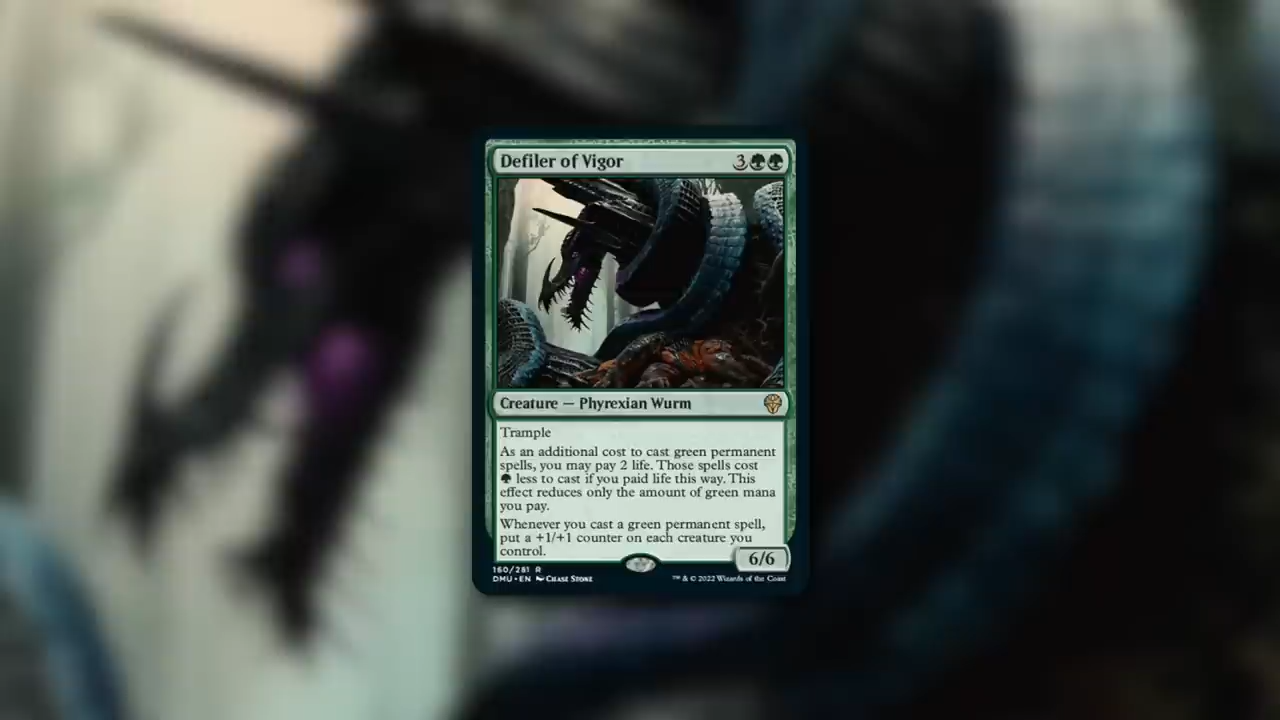 Defiler of Vigor 3
Creature — Phyrexian Wurm
Trample
As an additional cost to cast green permanent
spells, you may pay 2 life. Those spells cost
less to cast if you paid life this way. This
effect reduces only the amount of green mana
you pay.
Whenever you cast a green permanent spell,
put a +1/+1 counter on each creature you
control.
6/6
160/281 R
DMU • EN Chase Stone
™ & © 2022 Wizards of the Coast